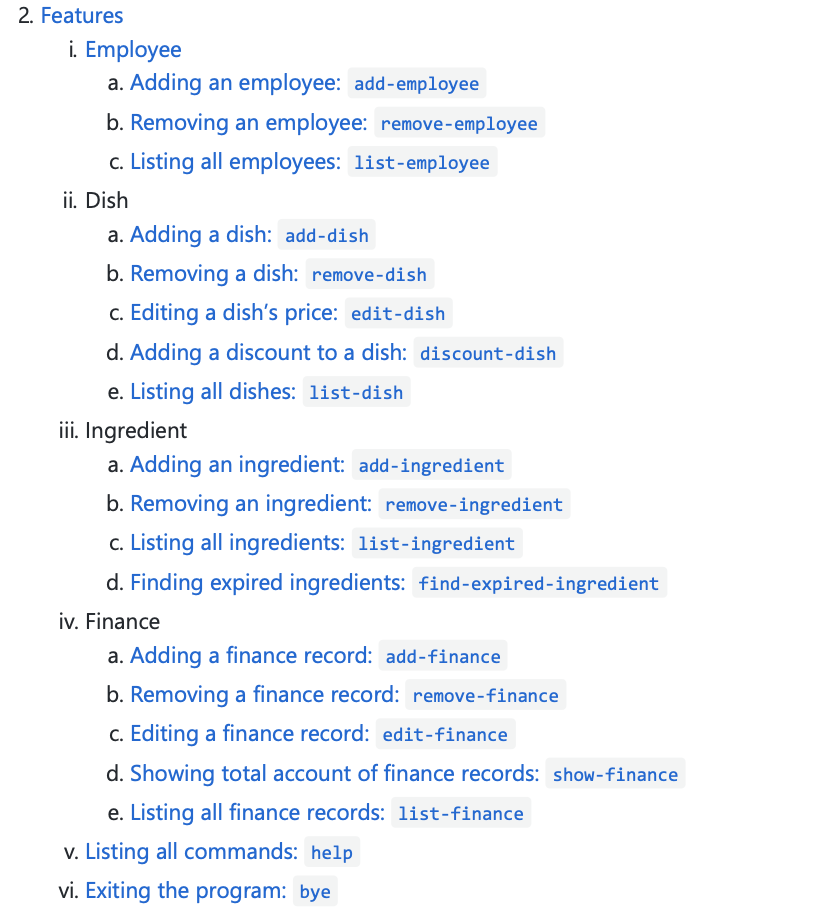 2. Features
i. Employee
a. Adding an employee: add-employee
b. Removing an employee: remove-employee
c. Listing all employees: list-employee
ii. Dish
a. Adding a dish: add-dish
b. Removing a dish: remove-dish
c. Editing a dish’s price: edit-dish
d. Adding a discount to a dish: discount-dish
e. Listing all dishes: list-dish
iii. Ingredient
a. Adding an ingredient: add-ingredient
b. Removing an ingredient: remove-ingredient
c. Listing all ingredients: list-ingredient
d. Finding expired ingredients: find-expired-ingredient
iv. Finance
a. Adding a finance record: add-finance
b. Removing a finance record: remove-finance
c. Editing a finance record: edit-finance
d. Showing total account of finance records: show-finance
e. Listing all finance records: list-finance
v. Listing all commands: help
vi. Exiting the program: bye